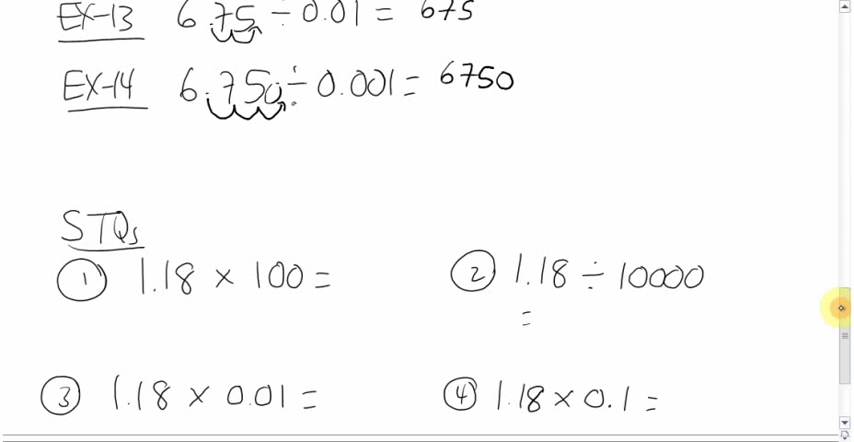 EX-13 6.75 ÷ 0.01 = 675
EX-14 6.750 ÷ 0.001 = 6750
STQs
① 1.18 × 100 =
② 1.18 ÷ 10000
=
③ 1.18 × 0.01 =
④ 1.18 × 0.1 =